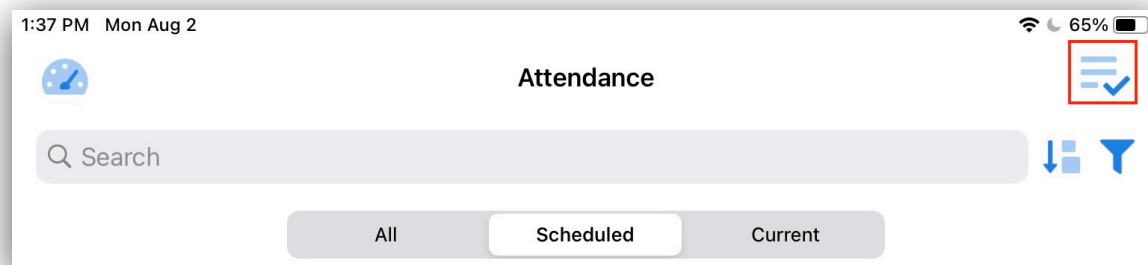 1:37 PM Mon Aug 2 65%
Attendance
Search
All Scheduled Current